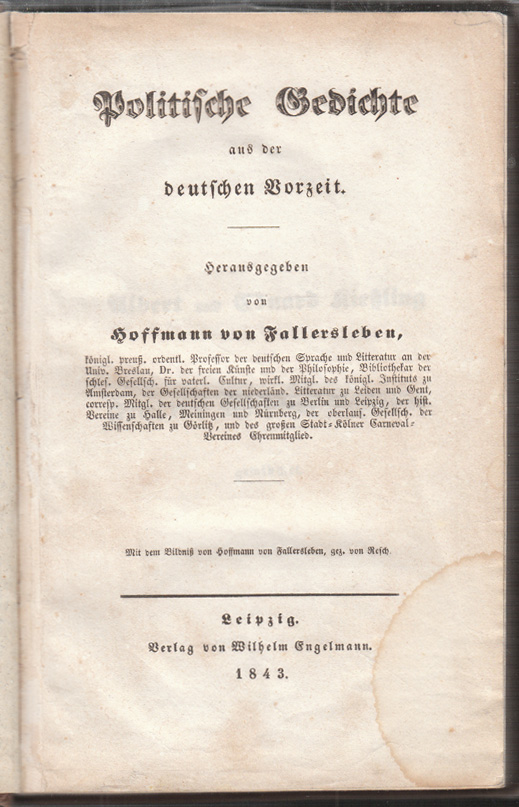 Politische Gedichte
aus der
deutschen Vorzeit.
Herausgegeben
von
Hoffmann von Fallersleben,
königl. preuß. ordentl. Professor der deutschen Sprache und Litteratur an der
Univ. Breslau, Dr. der freien Künste und der Philosophie, Bibliothekar der
schles. Gesellsch. für vaterl. Cultur, wirkl. Mitgl. des königl. Instituts zu
Amsterdam, der Gesellschaften der niederländ. Litteratur zu Leiden und Gent,
corresp. Mitgl. der deutschen Gesellschaften zu Berlin und Leipzig, der hist.
Vereine zu Halle, Meiningen und Nürnberg, der oberlaus. Gesellsch. der
Wissenschaften zu Görlitz, und des großen Stadt-Kölner Carneval-
Vereines Ehrenmitglied.
Mit dem Bildniß von Hoffmann von Fallersleben, gez. von Resch.
Leipzig.
Verlag von Wilhelm Engelmann.
1843.